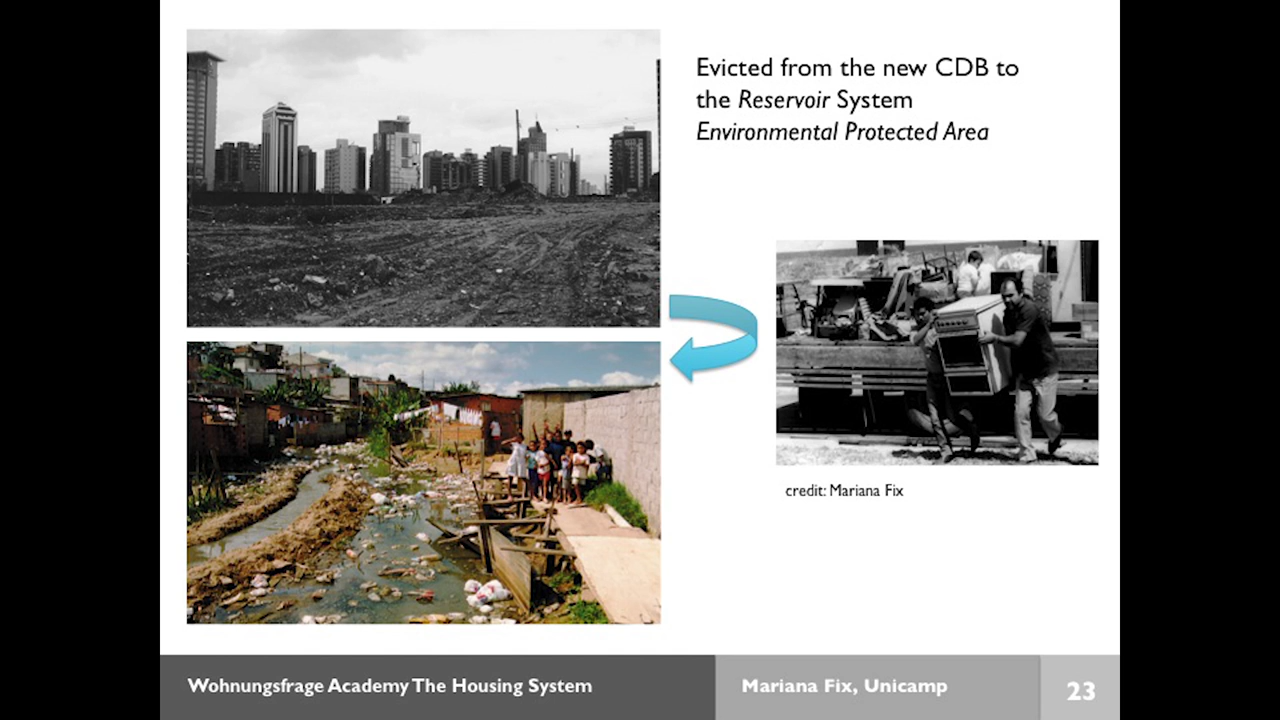 Evicted from the new CDB to
the Reservoir System
Environmental Protected Area
credit: Mariana Fix
Wohnungsfrage Academy The Housing System
Mariana Fix, Unicamp
23